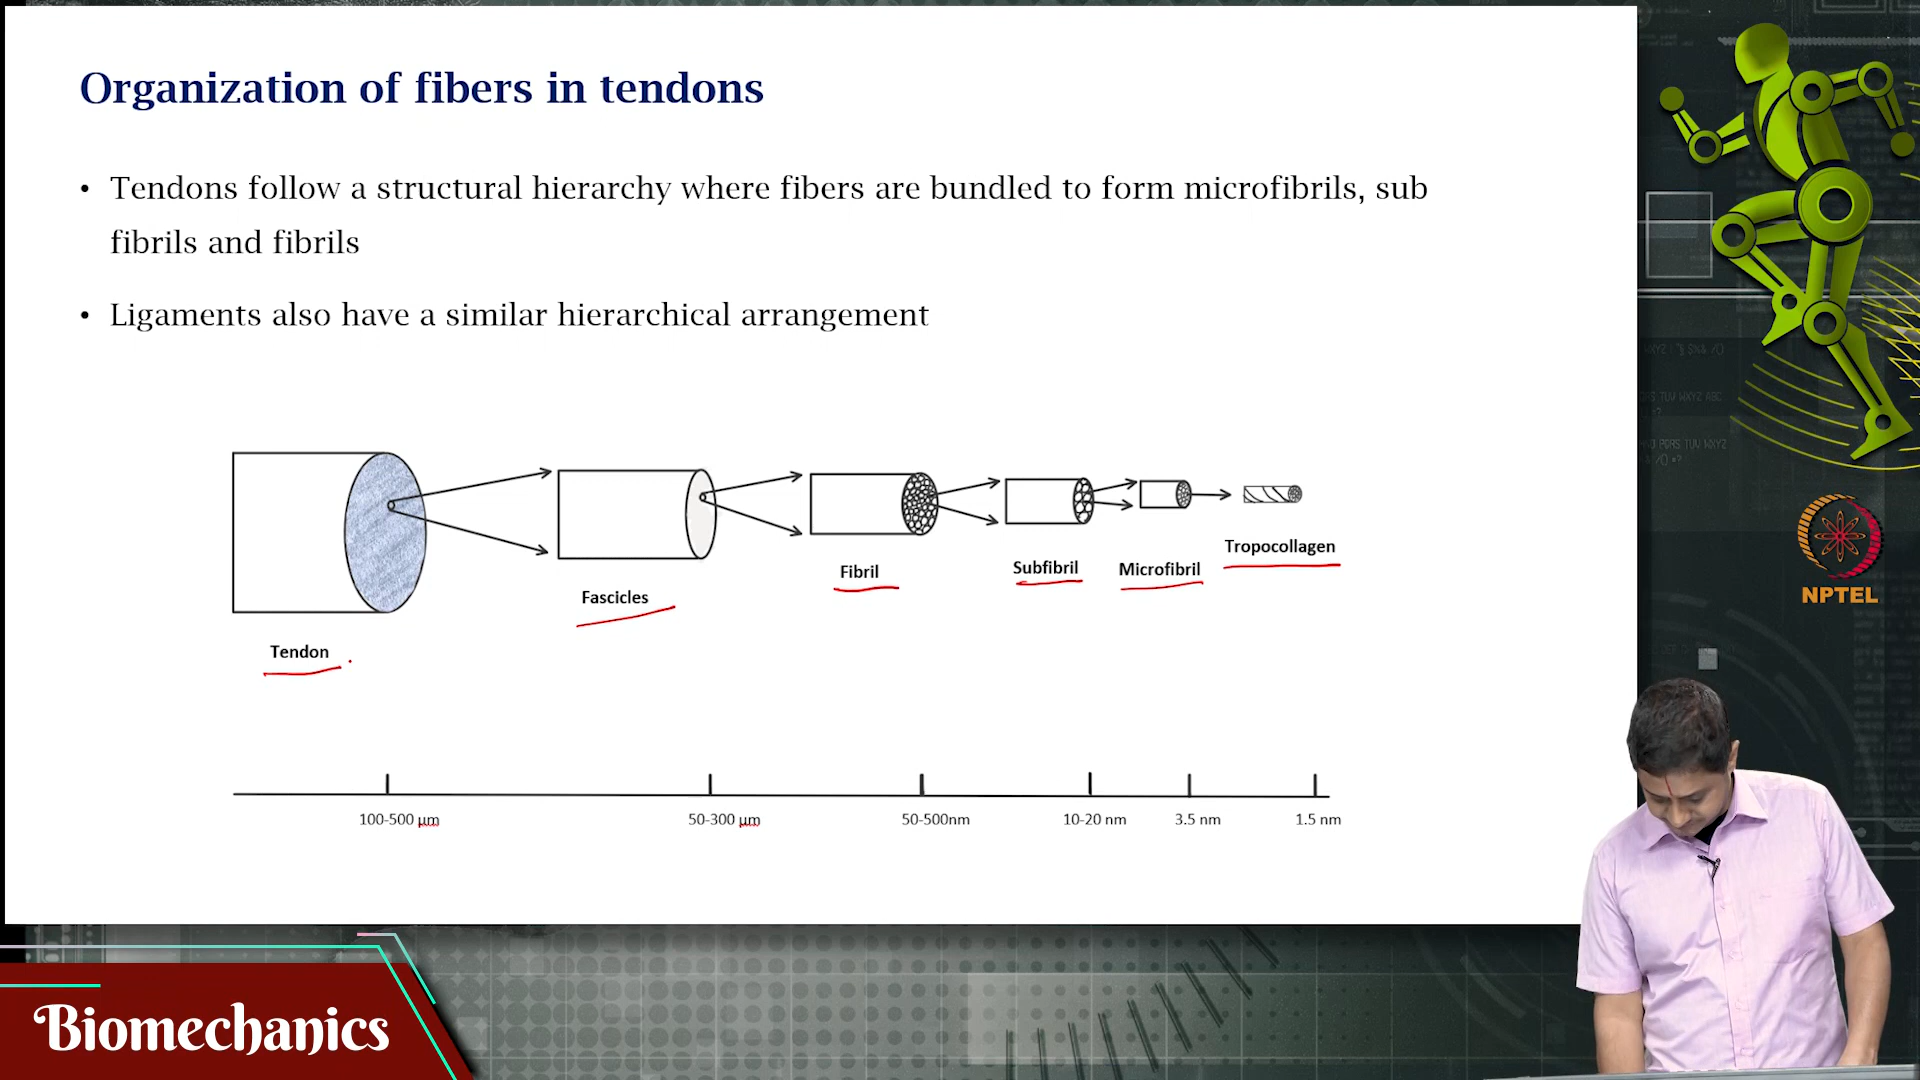 Organization of fibers in tendons
• Tendons follow a structural hierarchy where fibers are bundled to form microfibrils, sub
fibrils and fibrils
• Ligaments also have a similar hierarchical arrangement
Tendon
Fascicles
Fibril
Subfibril
Microfibril
Tropocollagen
100-500 µm
50-300 µm
50-500nm
10-20 nm
3.5 nm
1.5 nm
NPTEL
Biomechanics